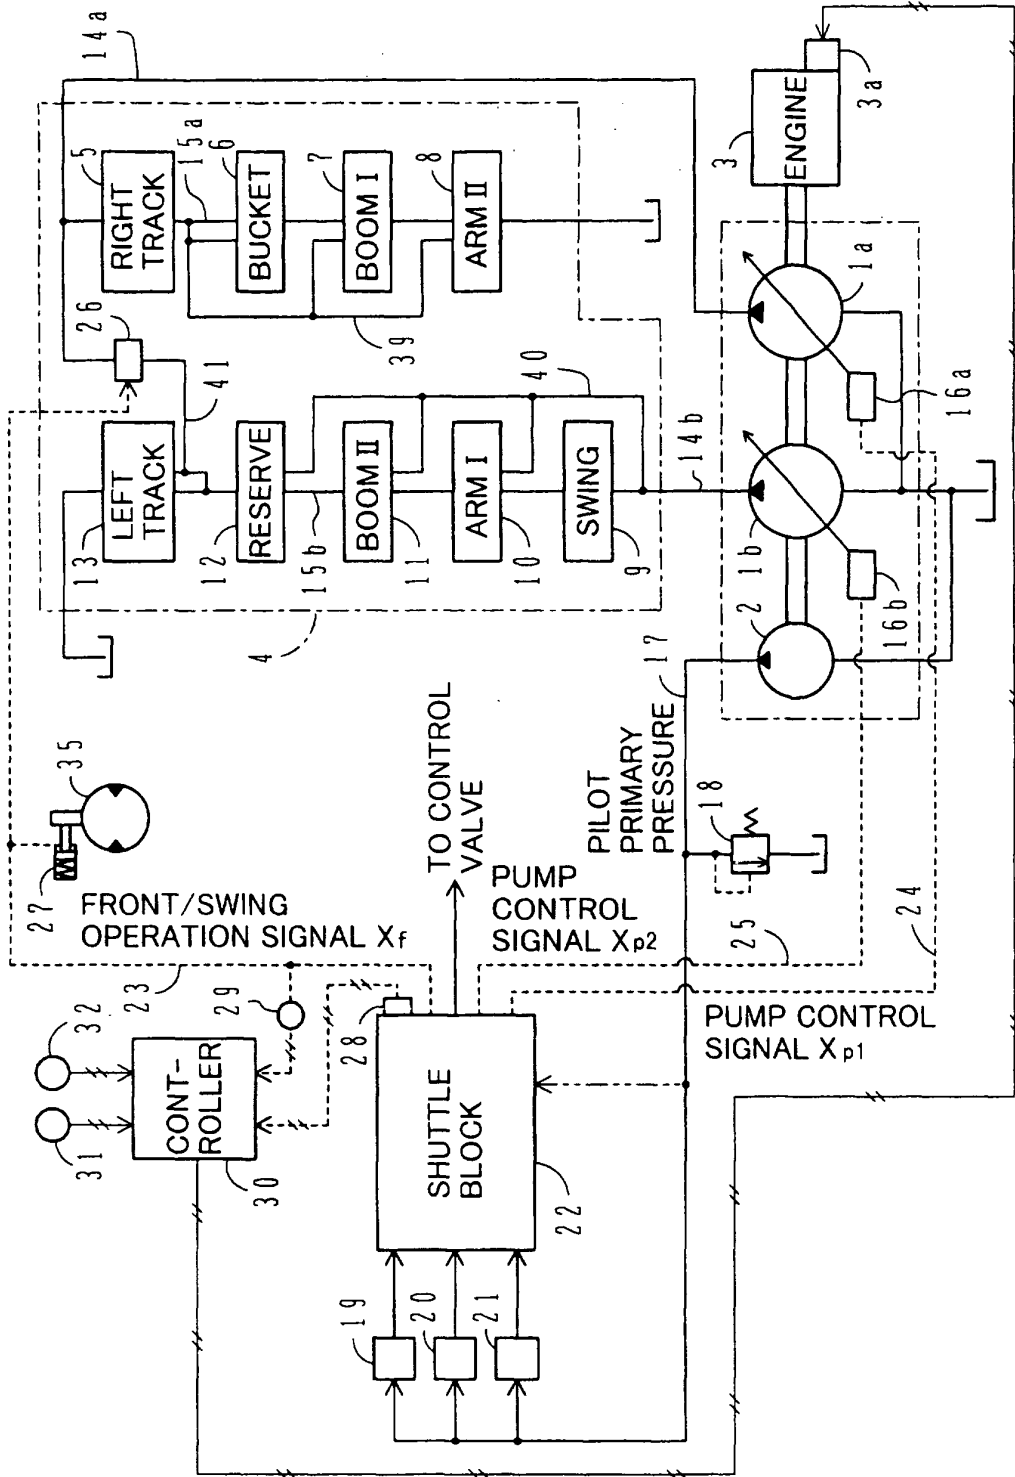 14a
5
RIGHT
TRACK
15a
6
BUCKET
7
BOOM I
8
ARM II
39
26
41
13
LEFT
TRACK
12
RESERVE
15b
11
BOOM II
10
ARM I
9
SWING
40
4
14b
3
ENGINE
3a
1a
1b
2
16a
16b
17
35
27
FRONT/SWING
OPERATION SIGNAL Xf
TO CONTROL
VALVE
PILOT
PRIMARY
PRESSURE
18
PUMP
CONTROL
SIGNAL Xp2
25
24
PUMP CONTROL
SIGNAL Xp1
23
29
32
31
CONT-
ROLLER
30
28
SHUTTLE
BLOCK
22
19
20
21